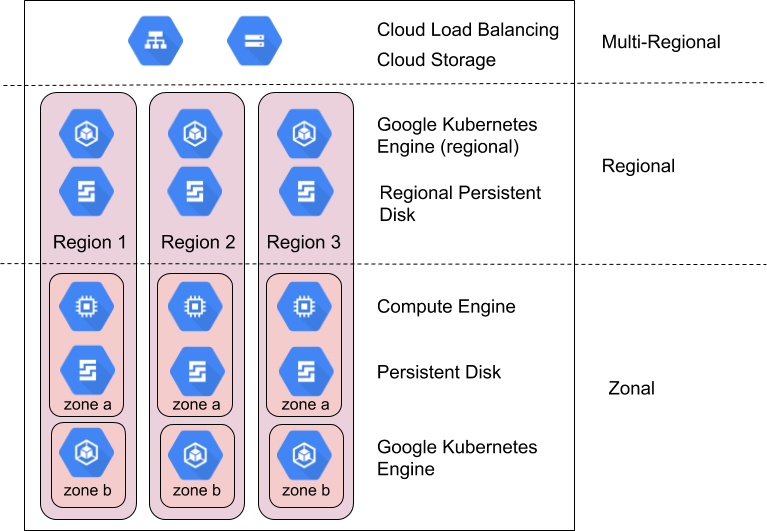 Cloud Load Balancing
Cloud Storage
Multi-Regional
Google Kubernetes
Engine (regional)
Regional
Regional Persistent
Disk
Region 1
Region 2
Region 3
Compute Engine
Persistent Disk
Zonal
zone a
zone a
zone a
Google Kubernetes
Engine
zone b
zone b
zone b